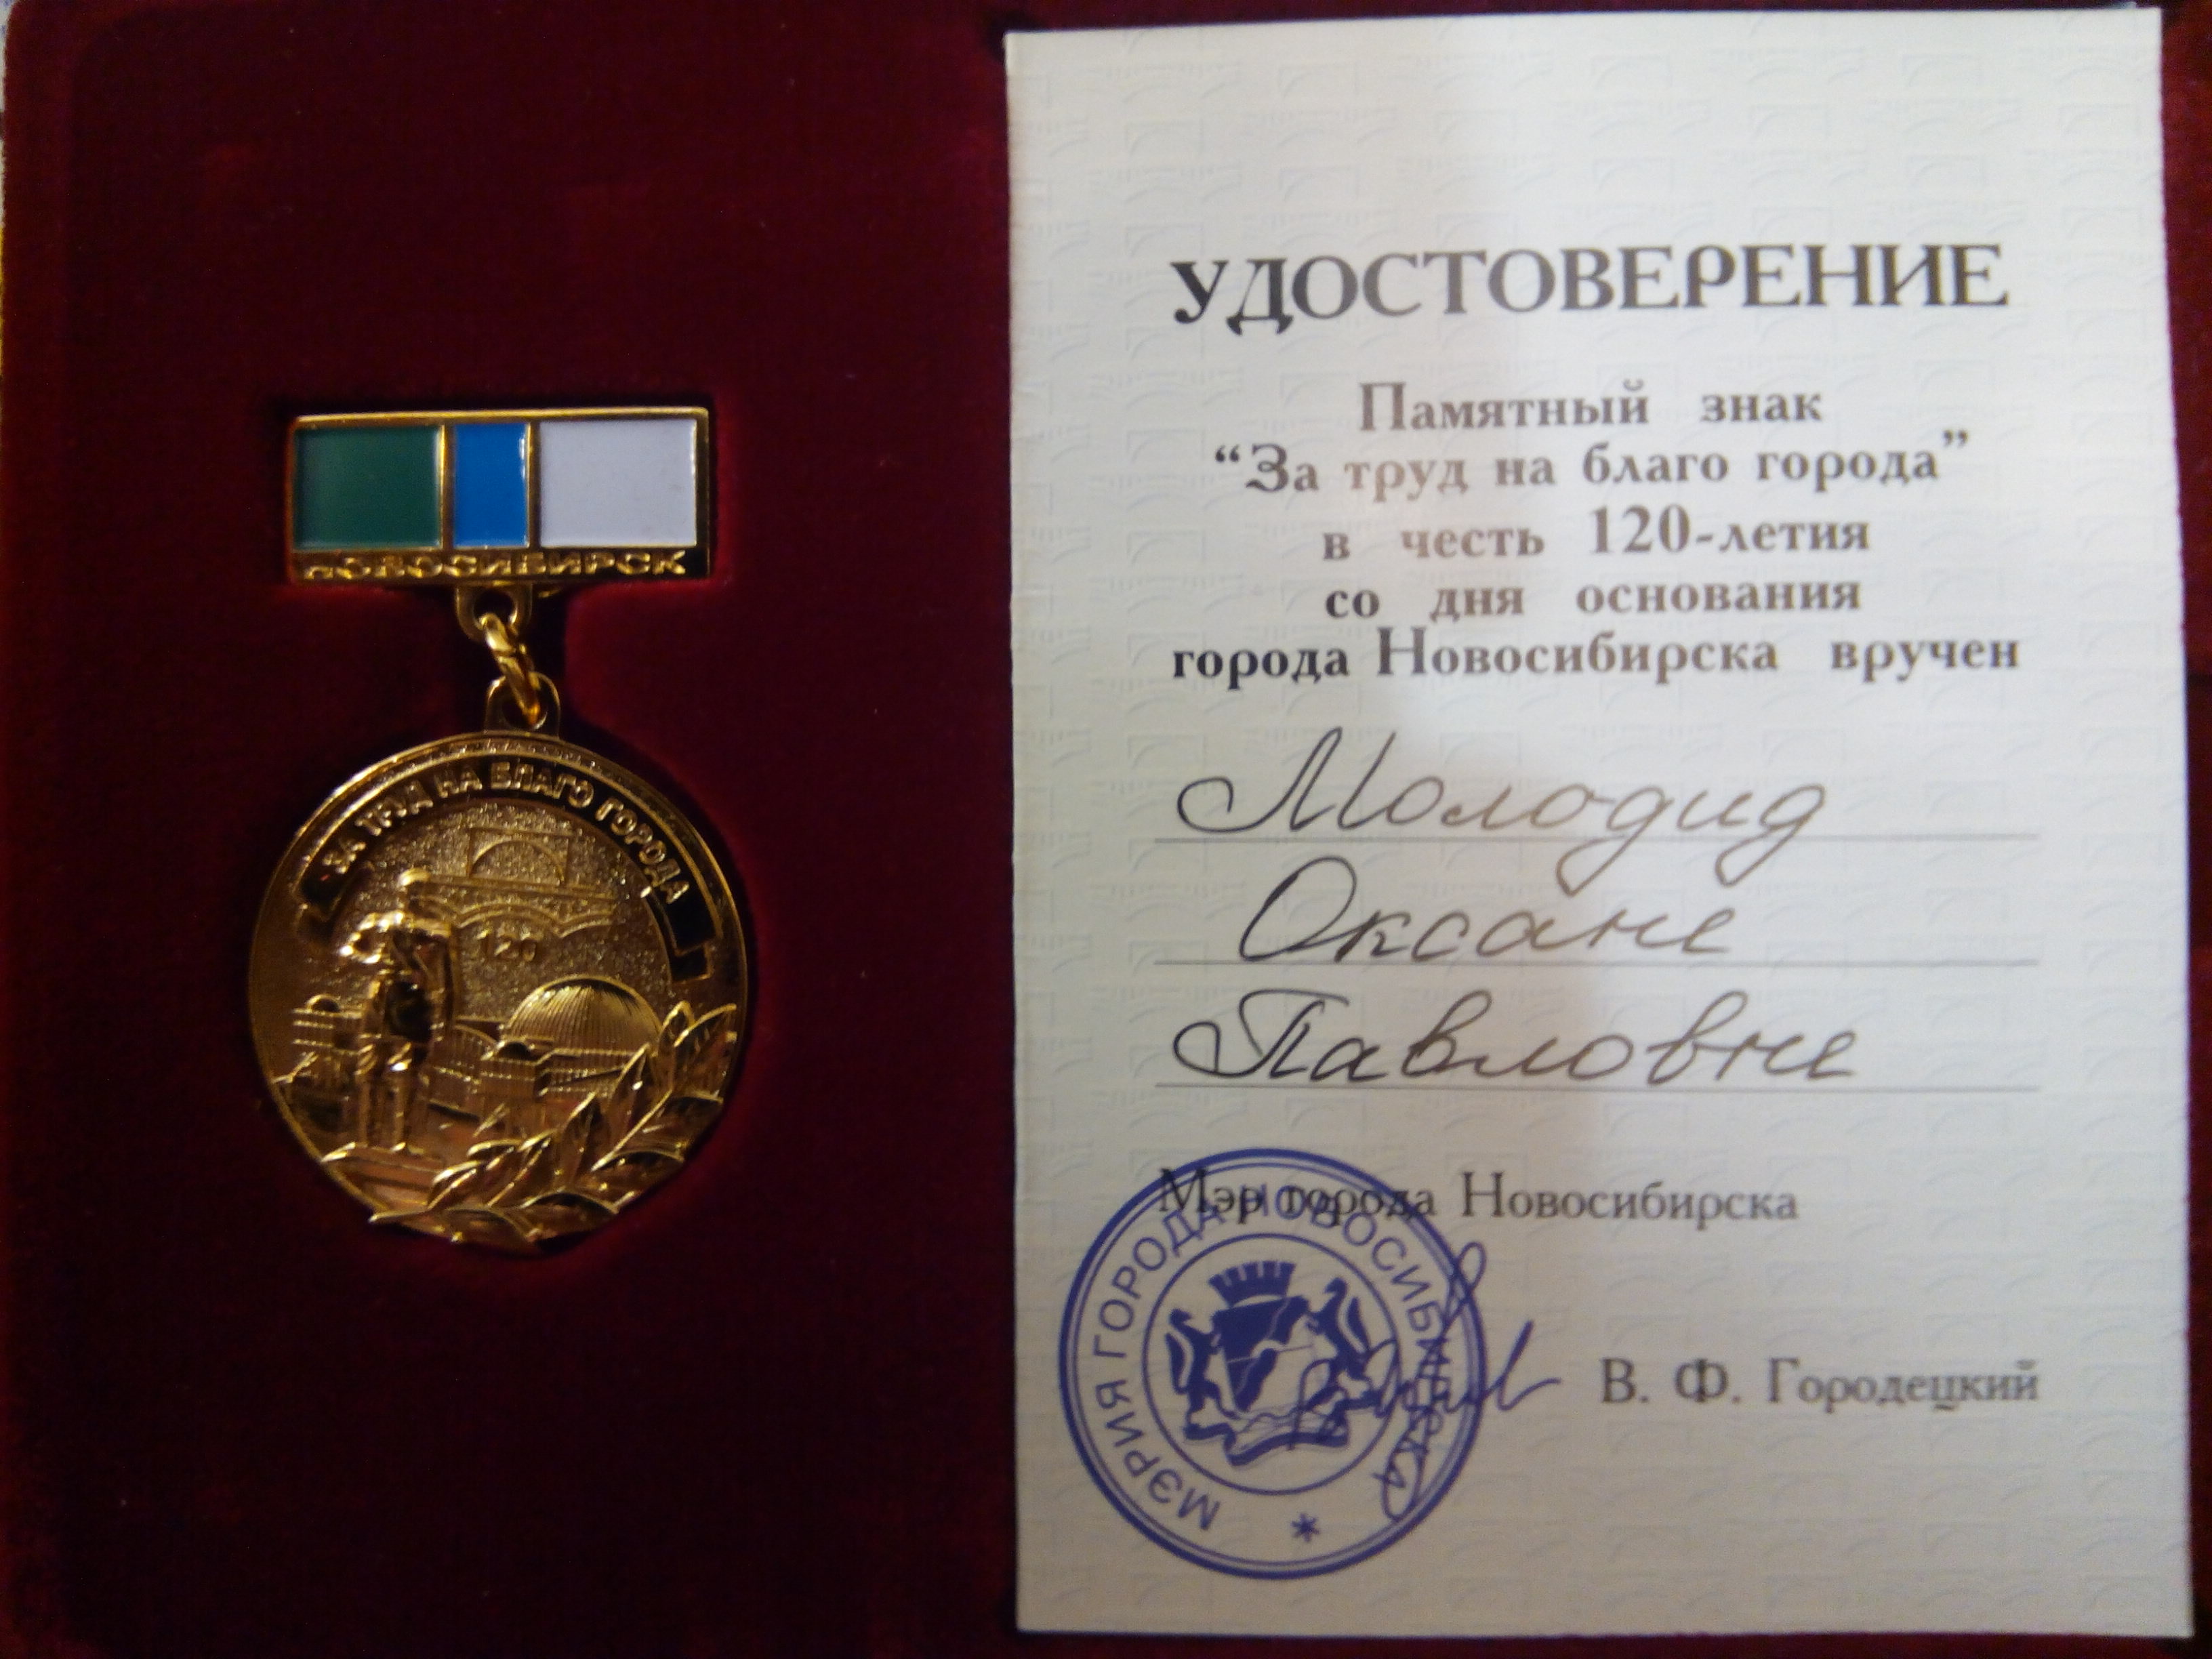 НОВОСИБИРСК
ЗА ТРУД НА БЛАГО ГОРОДА
120
УДОСТОВЕРЕНИЕ
Памятный знак
“За труд на благо города”
в честь 120-летия
со дня основания
города Новосибирска вручен
Молодид
Оксане
Павловне
Мэр города Новосибирска
МЭРИЯ ГОРОДА НОВОСИБИРСКА *
В. Ф. Городецкий